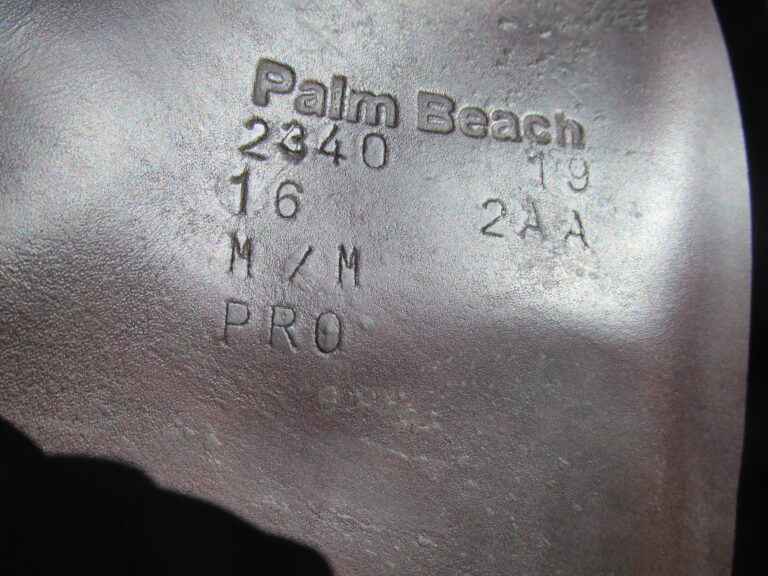 Palm Beach
2340 19
16 2AA
M/M
PRO